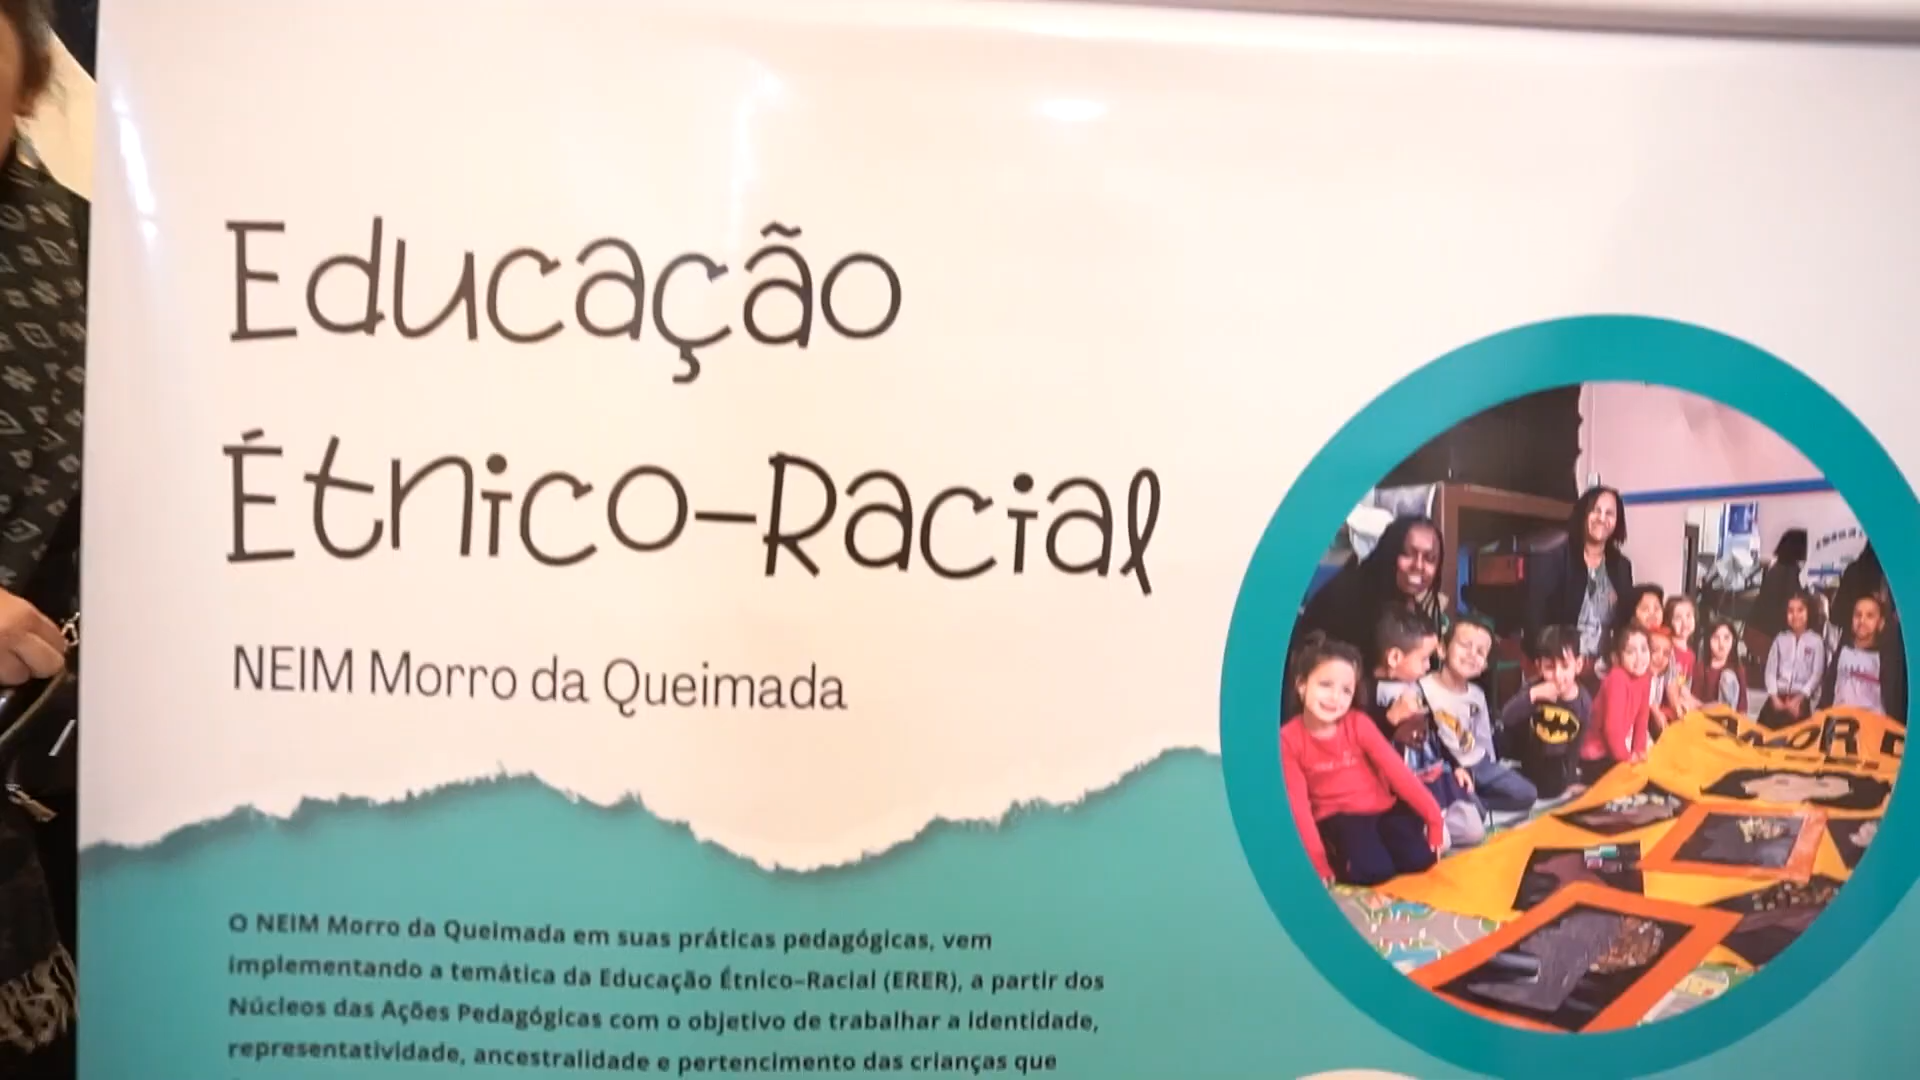 Educação
Étnico-Racial
NEIM Morro da Queimada
AMOR
O NEIM Morro da Queimada em suas práticas pedagógicas, vem
implementando a temática da Educação Étnico-Racial (ERER), a partir dos
Núcleos das Ações Pedagógicas com o objetivo de trabalhar a identidade,
representatividade, ancestralidade e pertencimento das crianças que